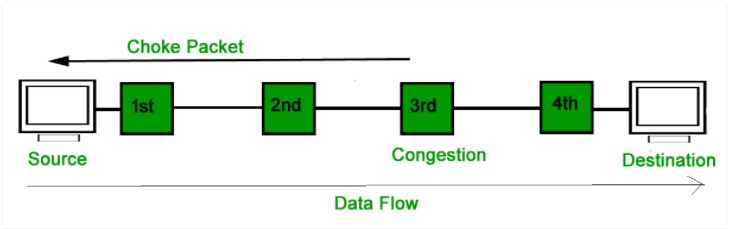 Choke Packet
1st
2nd
3rd
4th
Source
Congestion
Destination
Data Flow